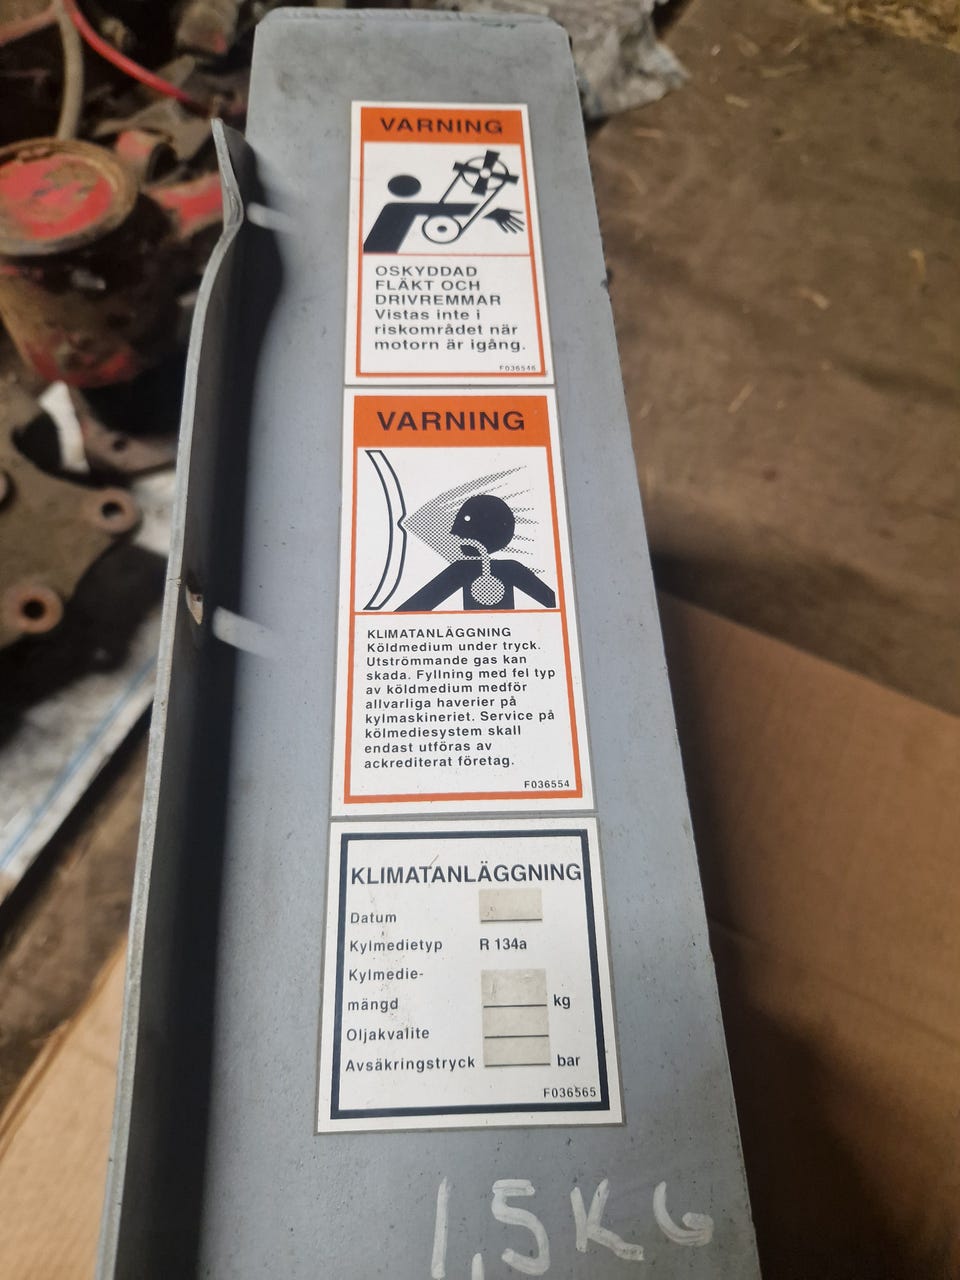 VARNING
OSKYDDAD
FLÄKT OCH
DRIVREMMAR
Vistas inte i
riskområdet när
motorn är igång.
F036546
VARNING
KLIMATANLÄGGNING
Köldmedium under tryck.
Utströmmande gas kan
skada. Fyllning med fel typ
av köldmedium medför
allvarliga haverier på
kylmaskineriet. Service på
kölmediesystem skall
endast utföras av
ackrediterat företag.
F036554
KLIMATANLÄGGNING
Datum
Kylmedietyp R 134a
Kylmedie-
mängd kg
Oljakvalite
Avsäkringstryck bar
F036565
1,5KG